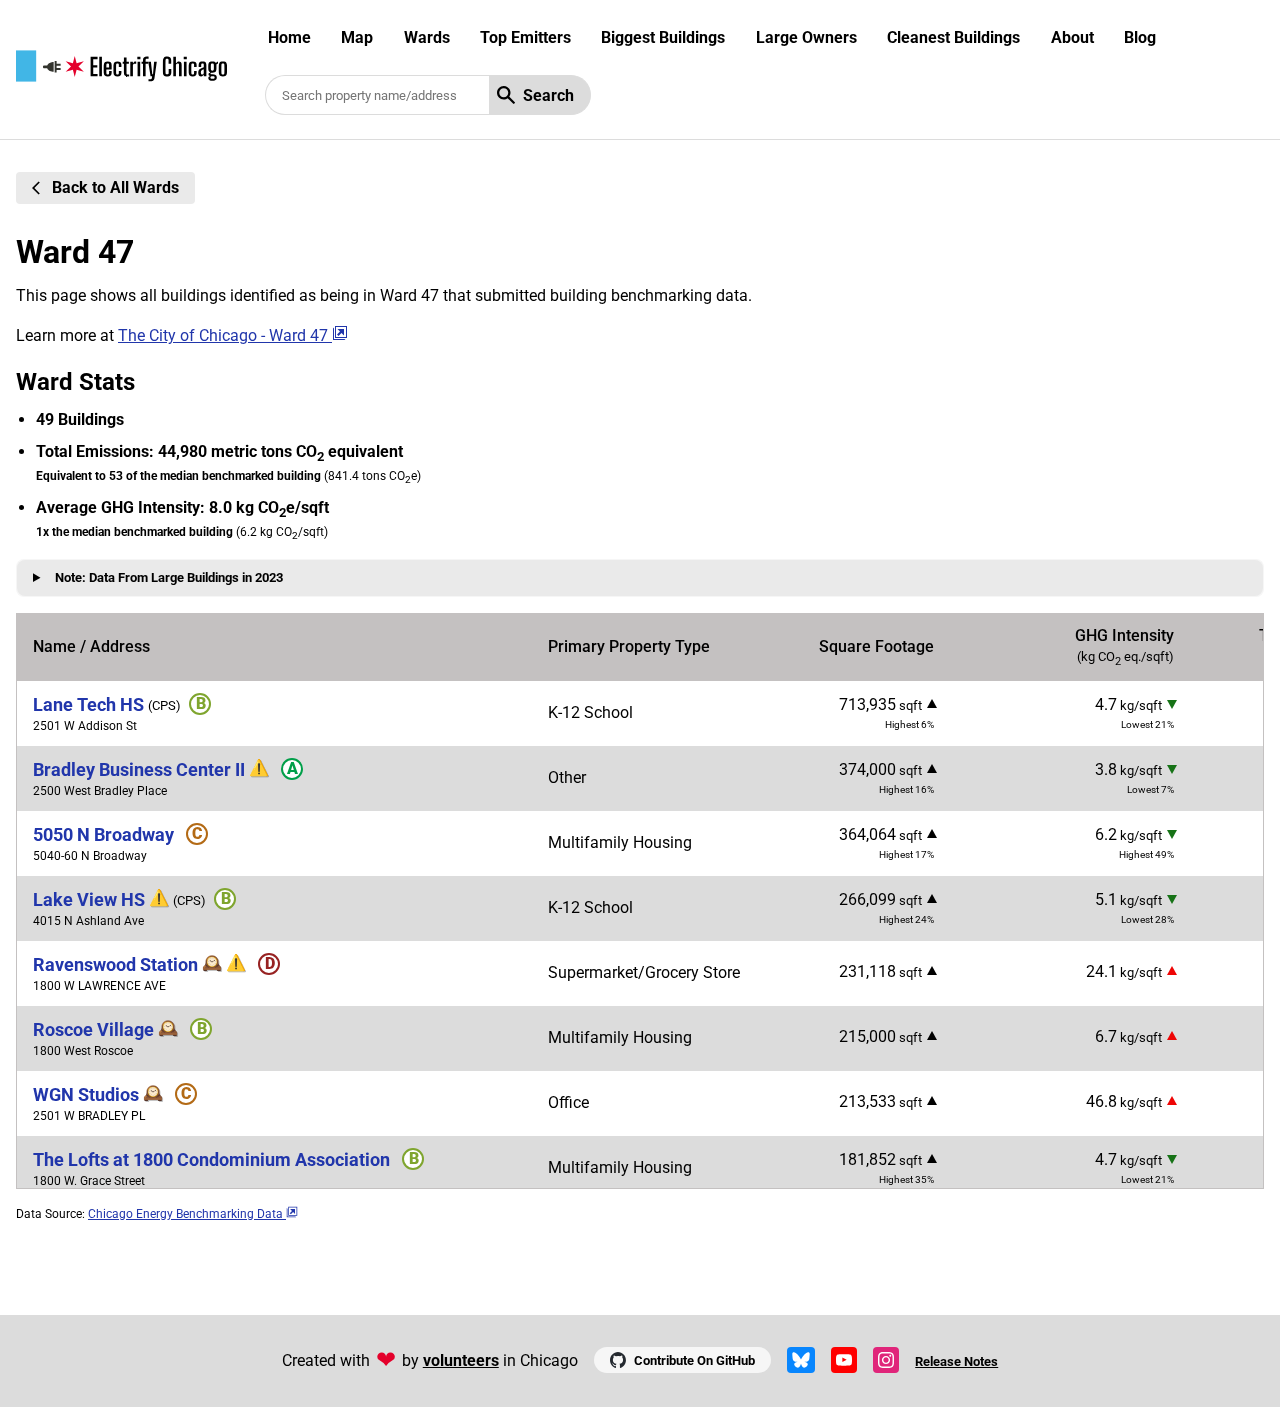 Electrify Chicago
Home Map Wards Top Emitters Biggest Buildings Large Owners Cleanest Buildings About Blog
Search property name/address Search
Back to All Wards
Ward 47
This page shows all buildings identified as being in Ward 47 that submitted building benchmarking data.
Learn more at The City of Chicago - Ward 47
Ward Stats
• 49 Buildings
• Total Emissions: 44,980 metric tons CO2 equivalent
Equivalent to 53 of the median benchmarked building (841.4 tons CO2e)
• Average GHG Intensity: 8.0 kg CO2e/sqft
1x the median benchmarked building (6.2 kg CO2/sqft)
Note: Data From Large Buildings in 2023
Name / Address Primary Property Type Square Footage GHG Intensity
(kg CO2 eq./sqft)
Lane Tech HS (CPS) B K-12 School 713,935 sqft 4.7 kg/sqft
2501 W Addison St Highest 6% Lowest 21%
Bradley Business Center II A Other 374,000 sqft 3.8 kg/sqft
2500 West Bradley Place Highest 16% Lowest 7%
5050 N Broadway C Multifamily Housing 364,064 sqft 6.2 kg/sqft
5040-60 N Broadway Highest 17% Highest 49%
Lake View HS (CPS) B K-12 School 266,099 sqft 5.1 kg/sqft
4015 N Ashland Ave Highest 24% Lowest 28%
Ravenswood Station D Supermarket/Grocery Store 231,118 sqft 24.1 kg/sqft
1800 W LAWRENCE AVE
Roscoe Village B Multifamily Housing 215,000 sqft 6.7 kg/sqft
1800 West Roscoe
WGN Studios C Office 213,533 sqft 46.8 kg/sqft
2501 W BRADLEY PL
The Lofts at 1800 Condominium Association B Multifamily Housing 181,852 sqft 4.7 kg/sqft
1800 W. Grace Street Highest 35% Lowest 21%
Data Source: Chicago Energy Benchmarking Data
Created with ❤ by volunteers in Chicago Contribute On GitHub Release Notes